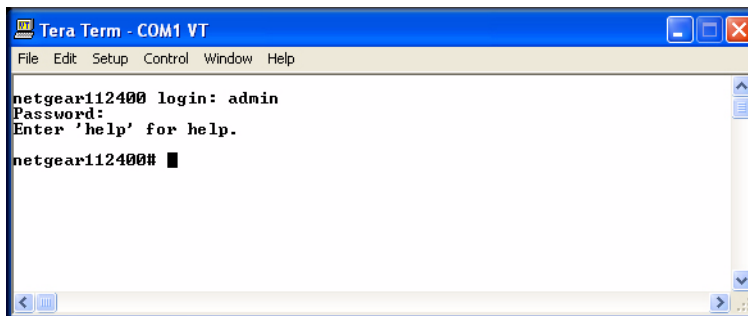 Tera Term - COM1 VT
File Edit Setup Control Window Help
netgear112400 login: admin
Password:
Enter 'help' for help.
netgear112400#